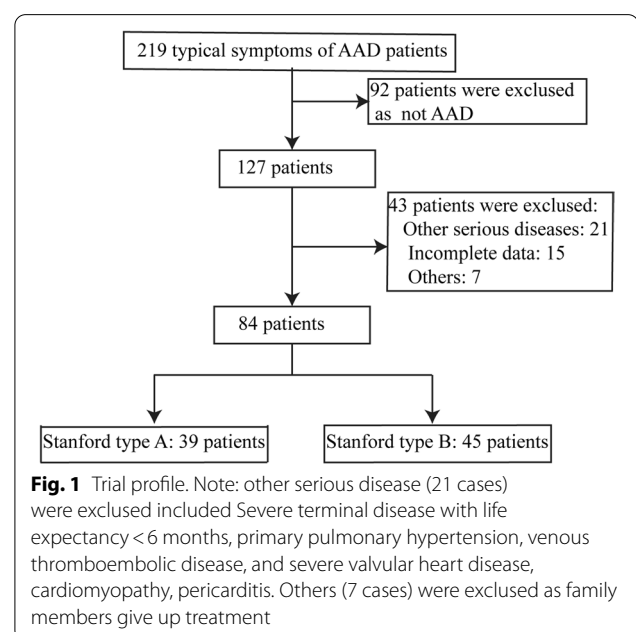 219 typical symptoms of AAD patients
92 patients were exclused
as not AAD
127 patients
43 patients were exclused:
Other serious diseases: 21
Incomplete data: 15
Others: 7
84 patients
Stanford type A: 39 patients
Stanford type B: 45 patients
Fig. 1 Trial profile. Note: other serious disease (21 cases)
were exclused included Severe terminal disease with life
expectancy < 6 months, primary pulmonary hypertension, venous
thromboembolic disease, and severe valvular heart disease,
cardiomyopathy, pericarditis. Others (7 cases) were exclused as family
members give up treatment